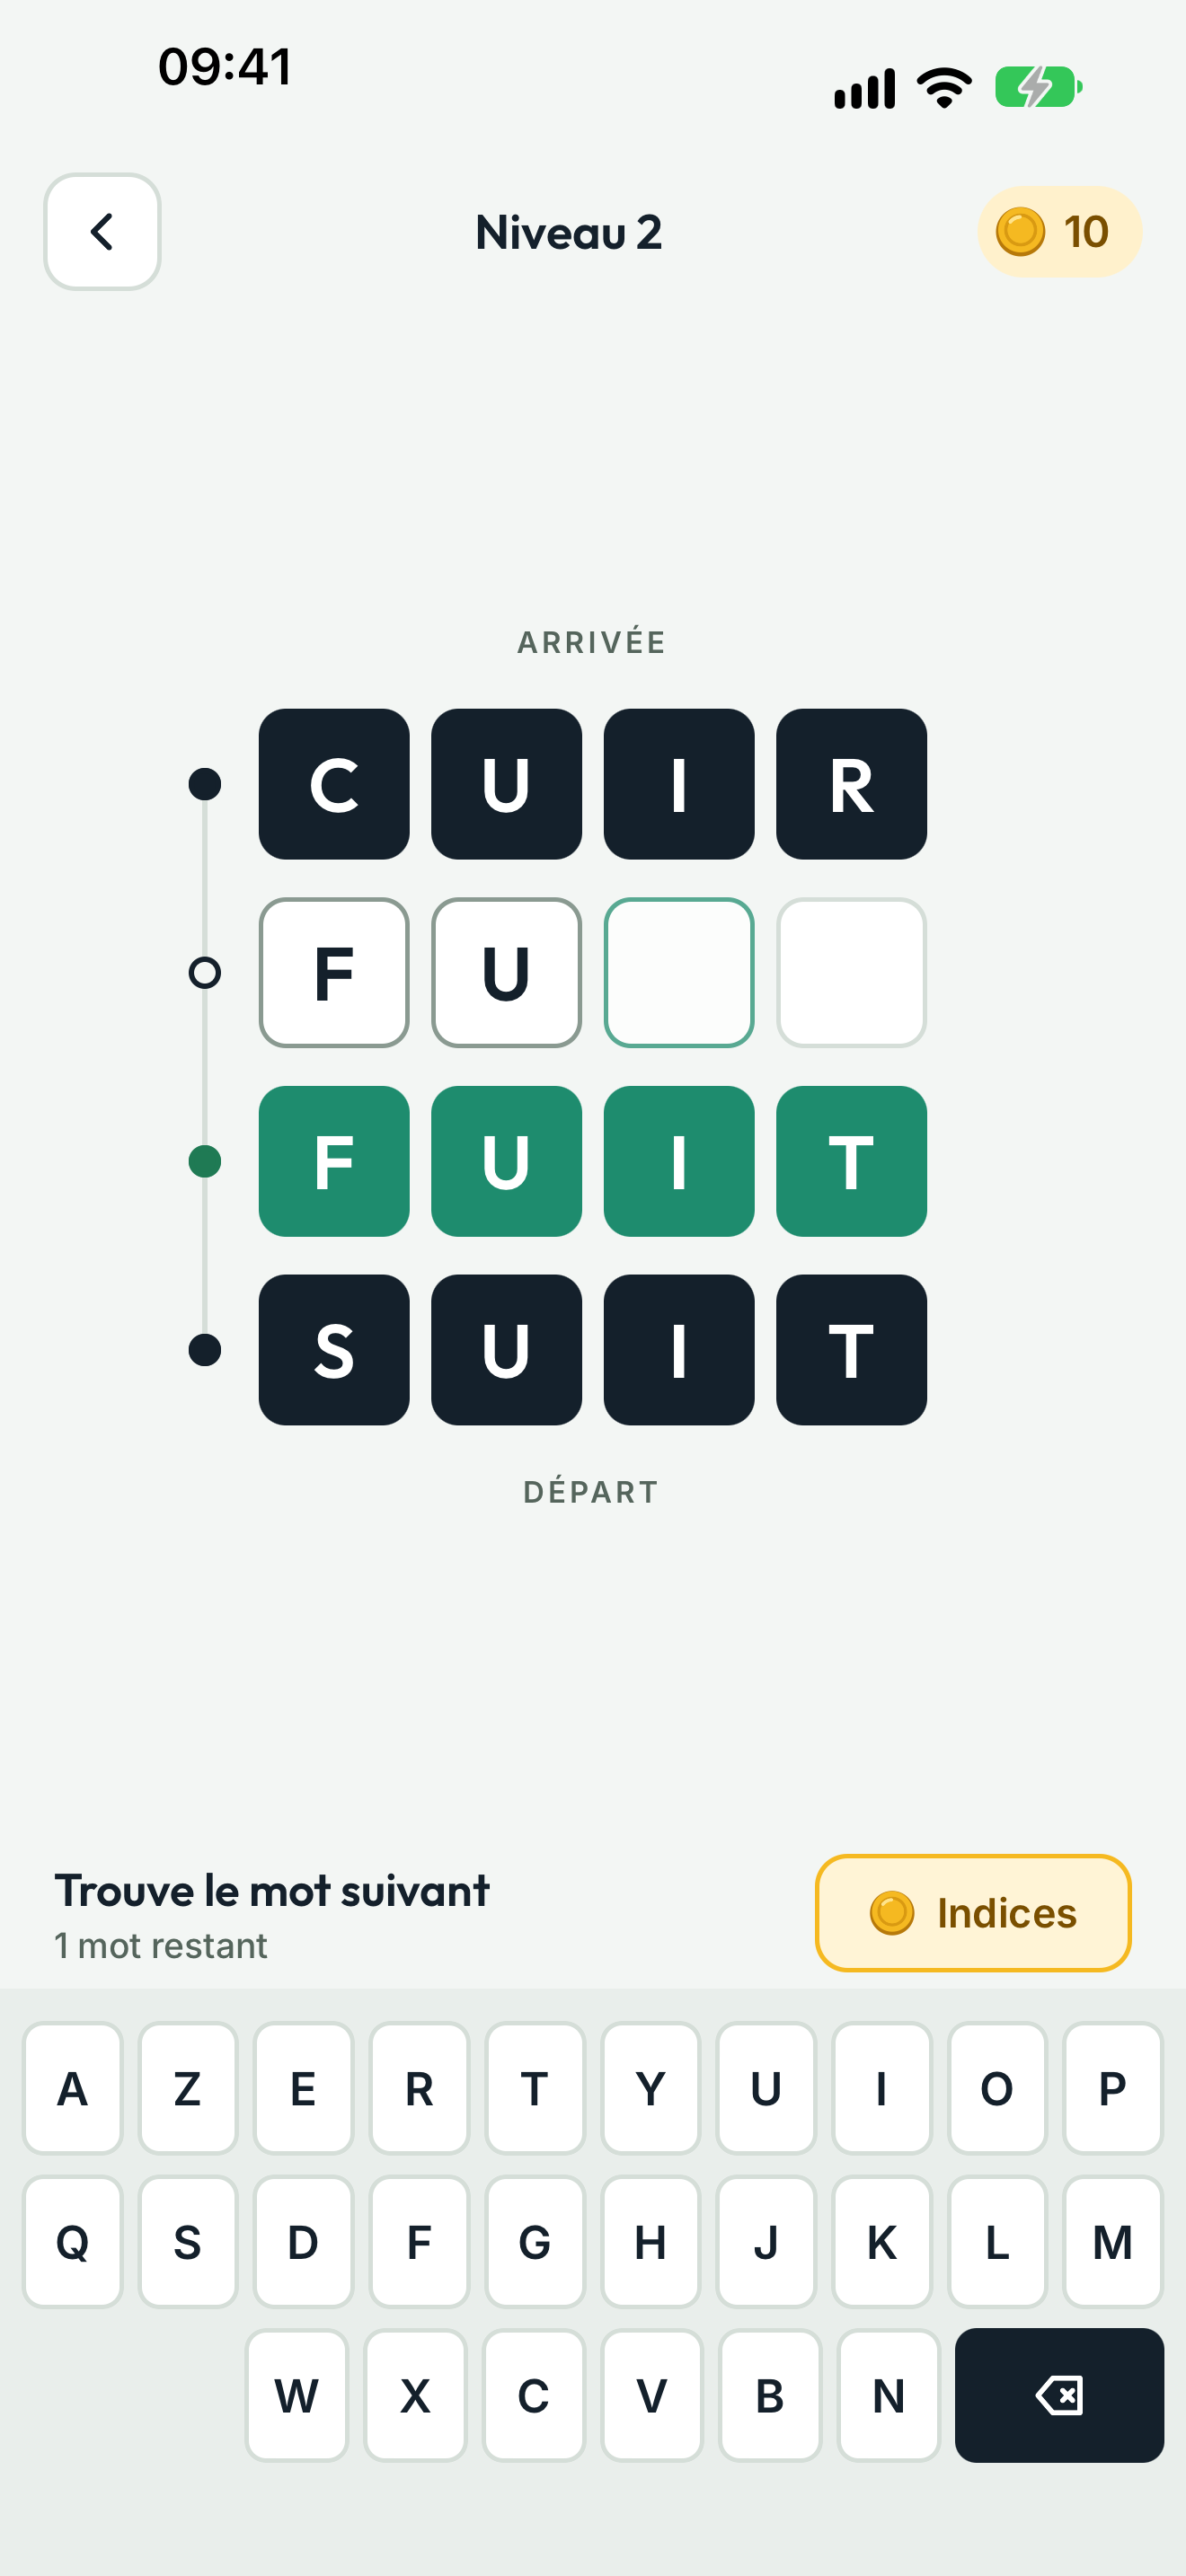 09:41
Niveau 2
10
ARRIVÉE
C U I R
F U
F U I T
S U I T
DÉPART
Trouve le mot suivant
1 mot restant
Indices
A Z E R T Y U I O P
Q S D F G H J K L M
W X C V B N